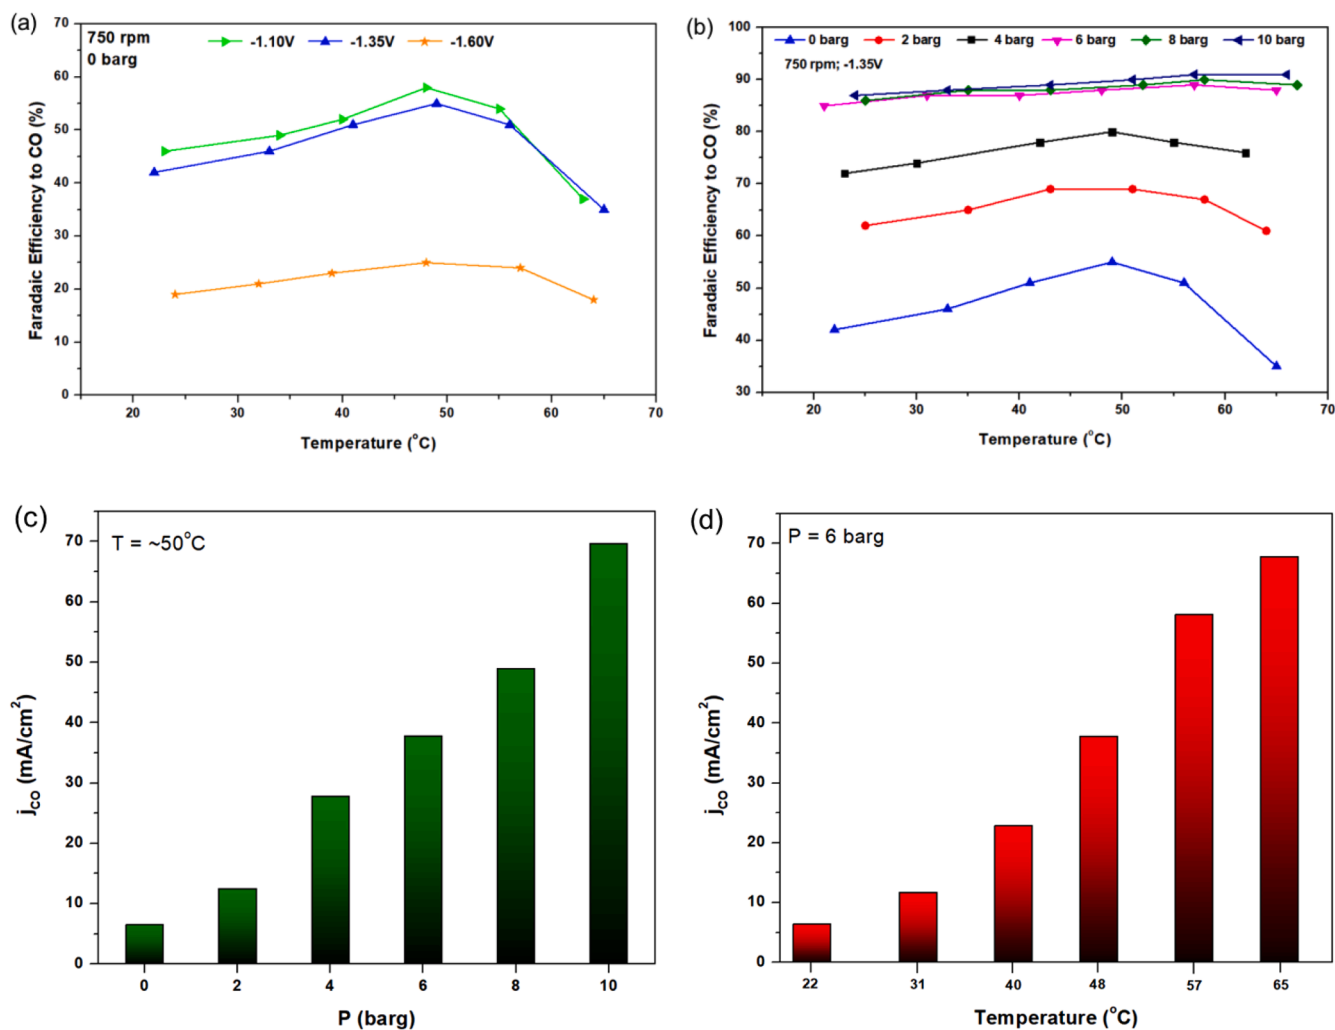 (a)
750 rpm
0 barg
-1.10V -1.35V -1.60V
70
60
50
40
30
20
10
0
Faradaic Efficiency to CO (%)
20 30 40 50 60 70
Temperature (°C)
(b)
0 barg 2 barg 4 barg 6 barg 8 barg 10 barg
750 rpm; -1.35V
100
90
80
70
60
50
40
30
Faradaic Efficiency to CO (%)
20 30 40 50 60 70
Temperature (°C)
(c)
T = ~50°C
70
60
50
40
30
20
10
0
jCO (mA/cm²)
0 2 4 6 8 10
P (barg)
(d)
P = 6 barg
70
60
50
40
30
20
10
0
jCO (mA/cm²)
22 31 40 48 57 65
Temperature (°C)